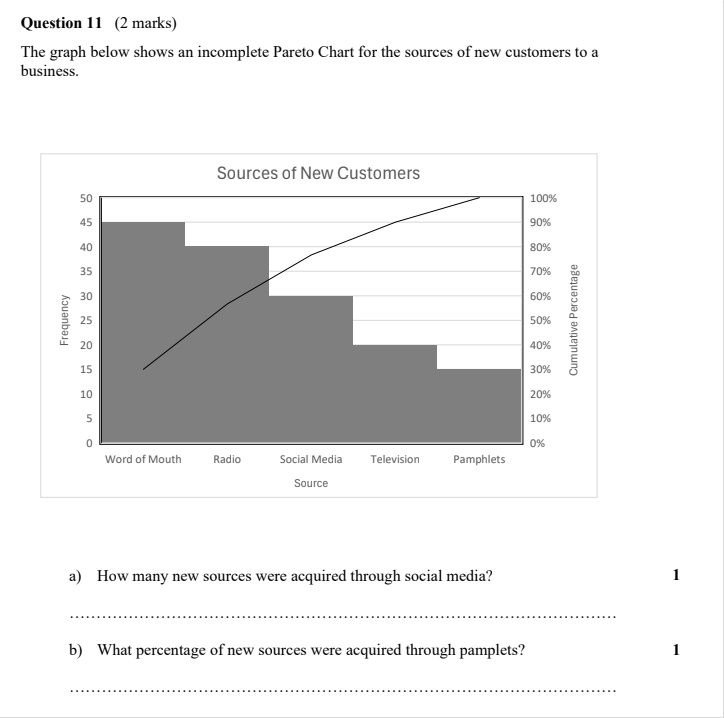 Question 11 (2 marks)
The graph below shows an incomplete Pareto Chart for the sources of new customers to a
business.
Sources of New Customers
50 100%
45 90%
40 80%
35 70%
30 60%
25 50%
20 40%
15 30%
10 20%
5 10%
0 0%
Frequency
Cumulative Percentage
Word of Mouth Radio Social Media Television Pamphlets
Source
a) How many new sources were acquired through social media? 1
b) What percentage of new sources were acquired through pamplets? 1